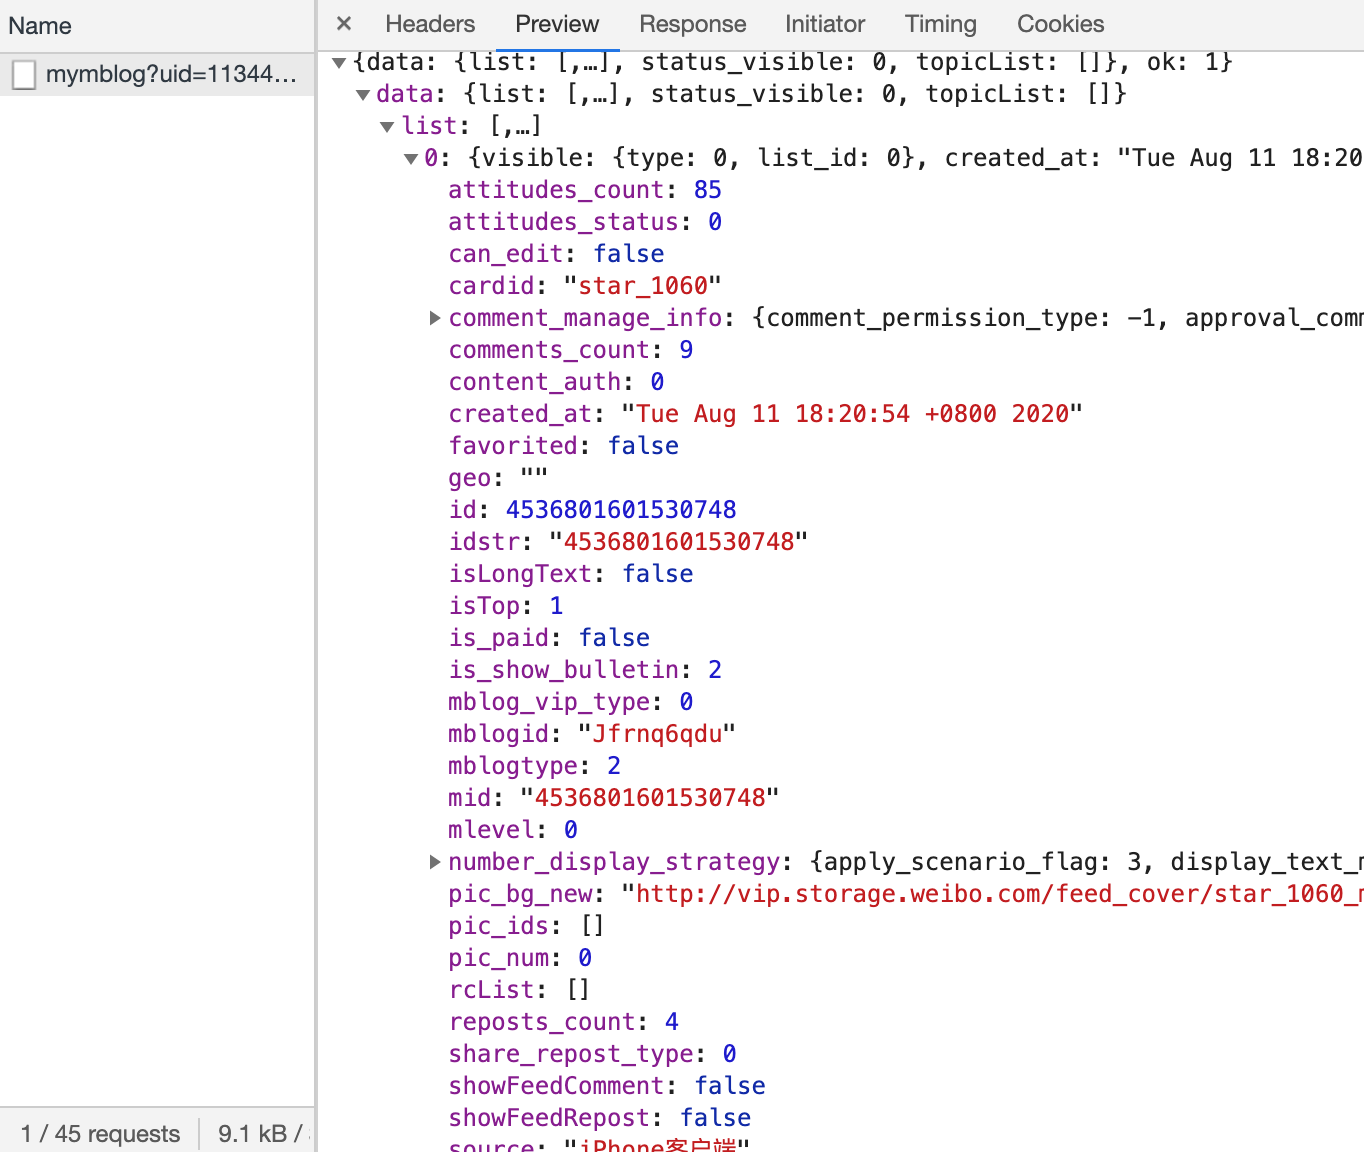 Name
mymblog?uid=11344...
1 / 45 requests
9.1 kB /
× Headers Preview Response Initiator Timing Cookies
{data: {list: [,…], status_visible: 0, topicList: []}, ok: 1}
data: {list: [,…], status_visible: 0, topicList: []}
list: [,…]
0: {visible: {type: 0, list_id: 0}, created_at: "Tue Aug 11 18:20
attitudes_count: 85
attitudes_status: 0
can_edit: false
cardid: "star_1060"
comment_manage_info: {comment_permission_type: -1, approval_comm
comments_count: 9
content_auth: 0
created_at: "Tue Aug 11 18:20:54 +0800 2020"
favorited: false
geo: ""
id: 4536801601530748
idstr: "4536801601530748"
isLongText: false
isTop: 1
is_paid: false
is_show_bulletin: 2
mblog_vip_type: 0
mblogid: "Jfrnq6qdu"
mblogtype: 2
mid: "4536801601530748"
mlevel: 0
number_display_strategy: {apply_scenario_flag: 3, display_text_m
pic_bg_new: "http://vip.storage.weibo.com/feed_cover/star_1060_m
pic_ids: []
pic_num: 0
rcList: []
reposts_count: 4
share_repost_type: 0
showFeedComment: false
showFeedRepost: false
source: "iPhone客户端"